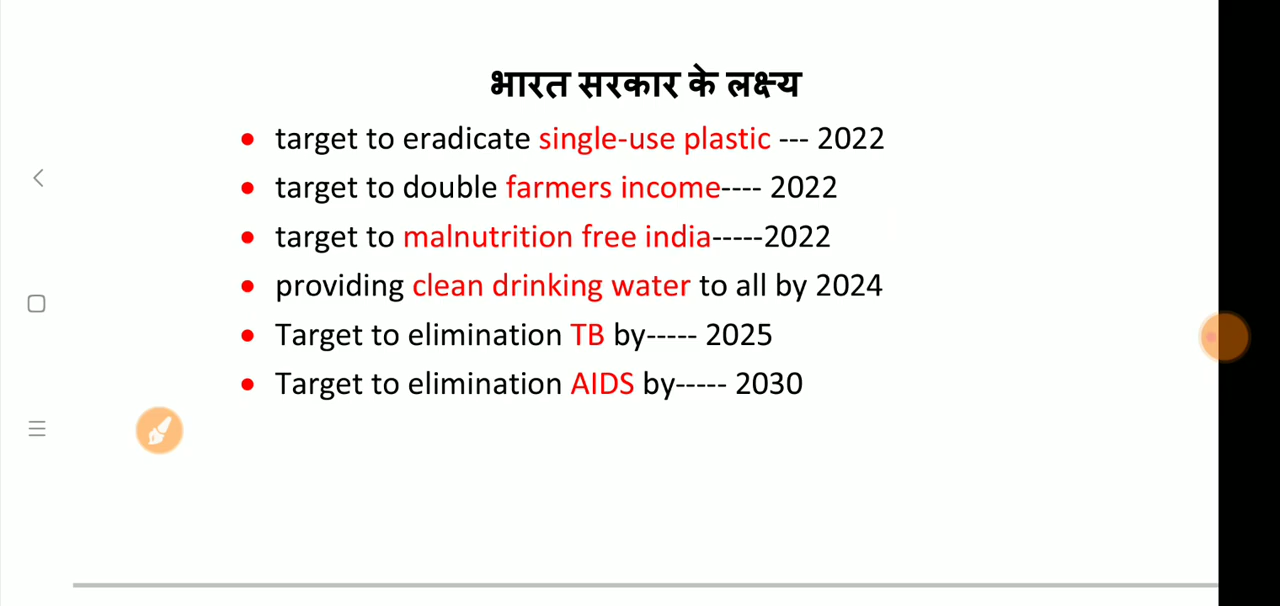 भारत सरकार के लक्ष्य
• target to eradicate single-use plastic --- 2022
• target to double farmers income---- 2022
• target to malnutrition free india-----2022
• providing clean drinking water to all by 2024
• Target to elimination TB by----- 2025
• Target to elimination AIDS by----- 2030